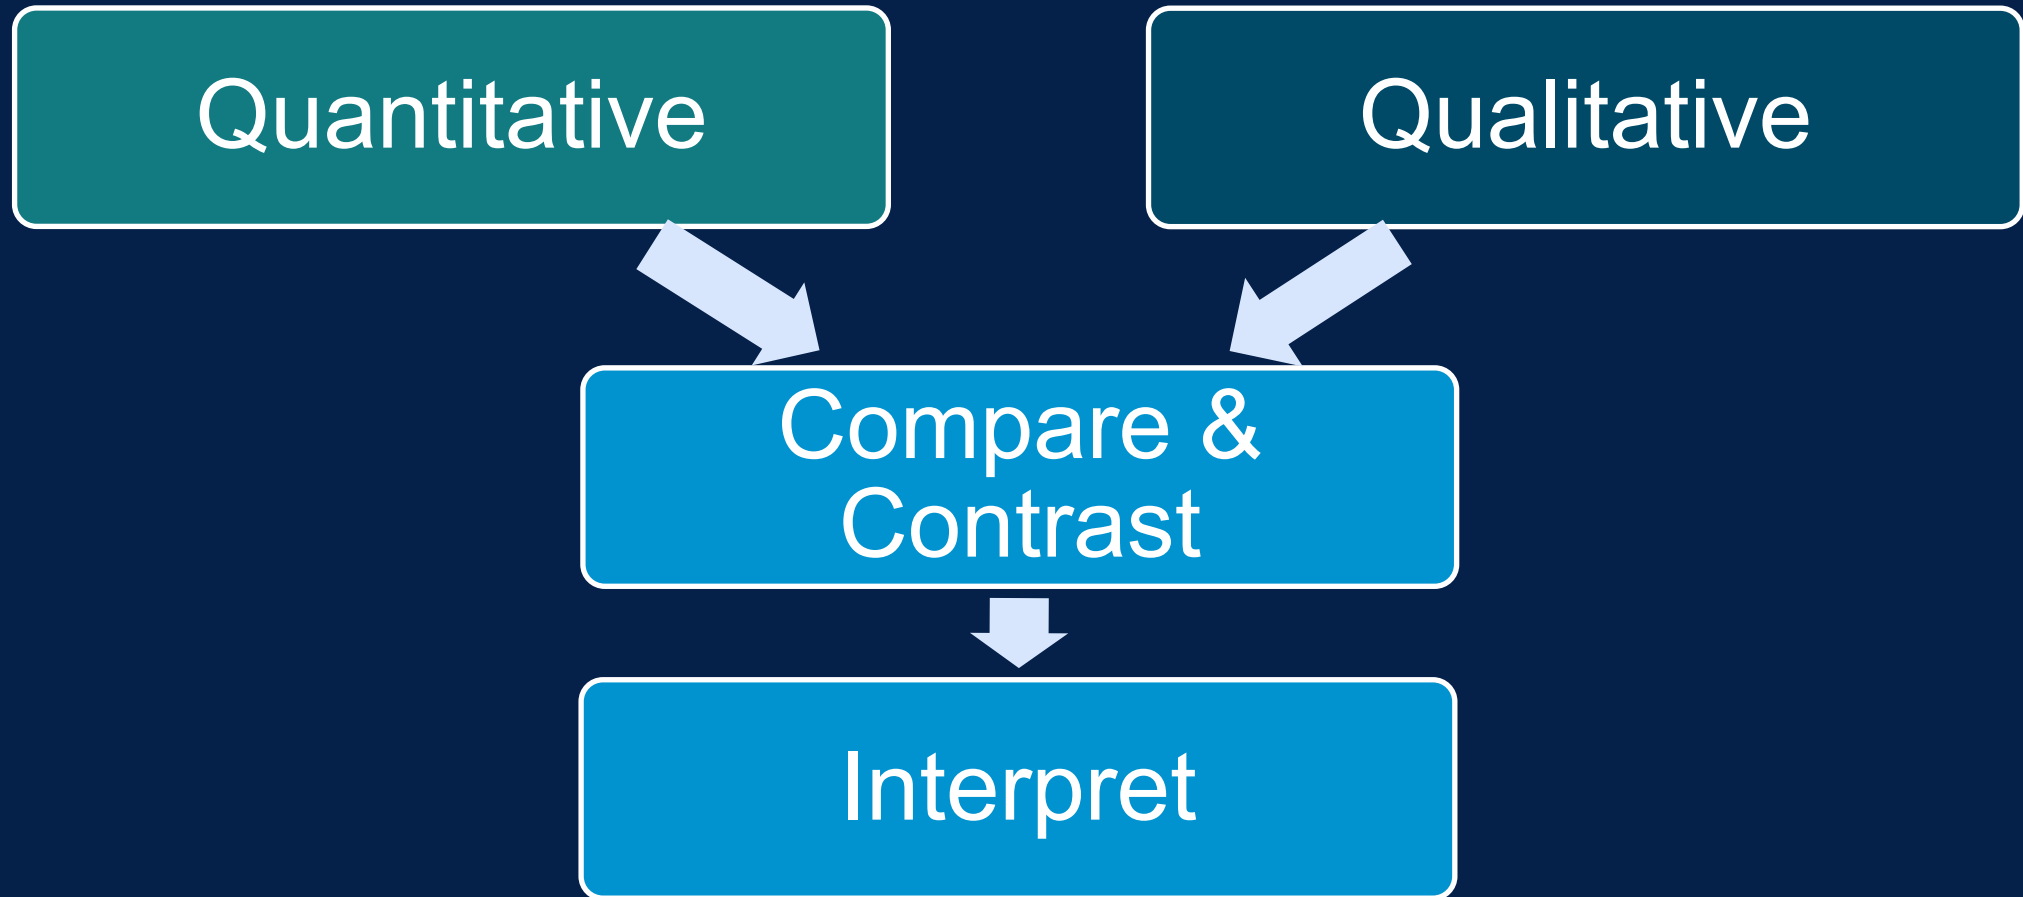 Quantitative
Qualitative
Compare &
Contrast
Interpret